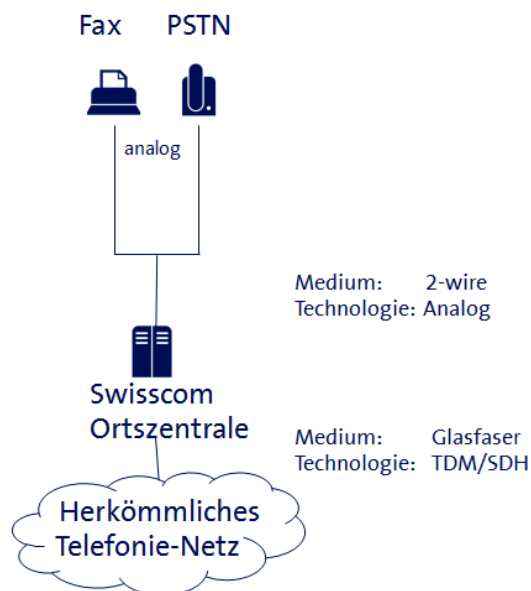 Fax PSTN
analog
Medium: 2-wire
Technologie: Analog
Swisscom
Ortszentrale
Medium: Glasfaser
Technologie: TDM/SDH
Herkömmliches
Telefonie-Netz